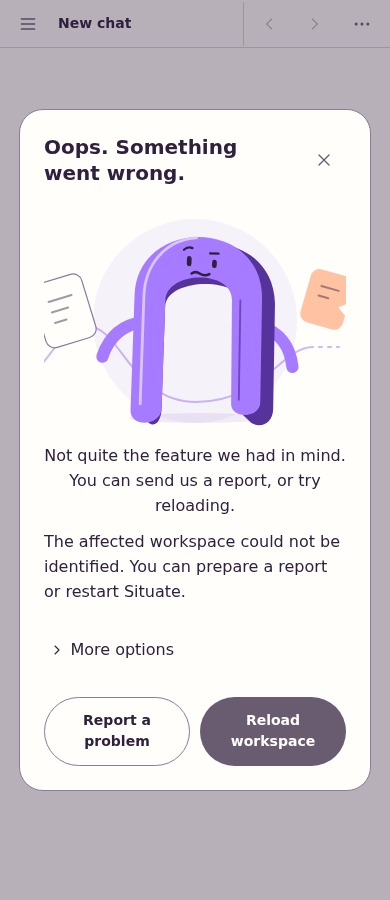 New chat
Oops. Something
went wrong.
Not quite the feature we had in mind.
You can send us a report, or try
reloading.
The affected workspace could not be
identified. You can prepare a report
or restart Situate.
More options
Report a
problem
Reload
workspace